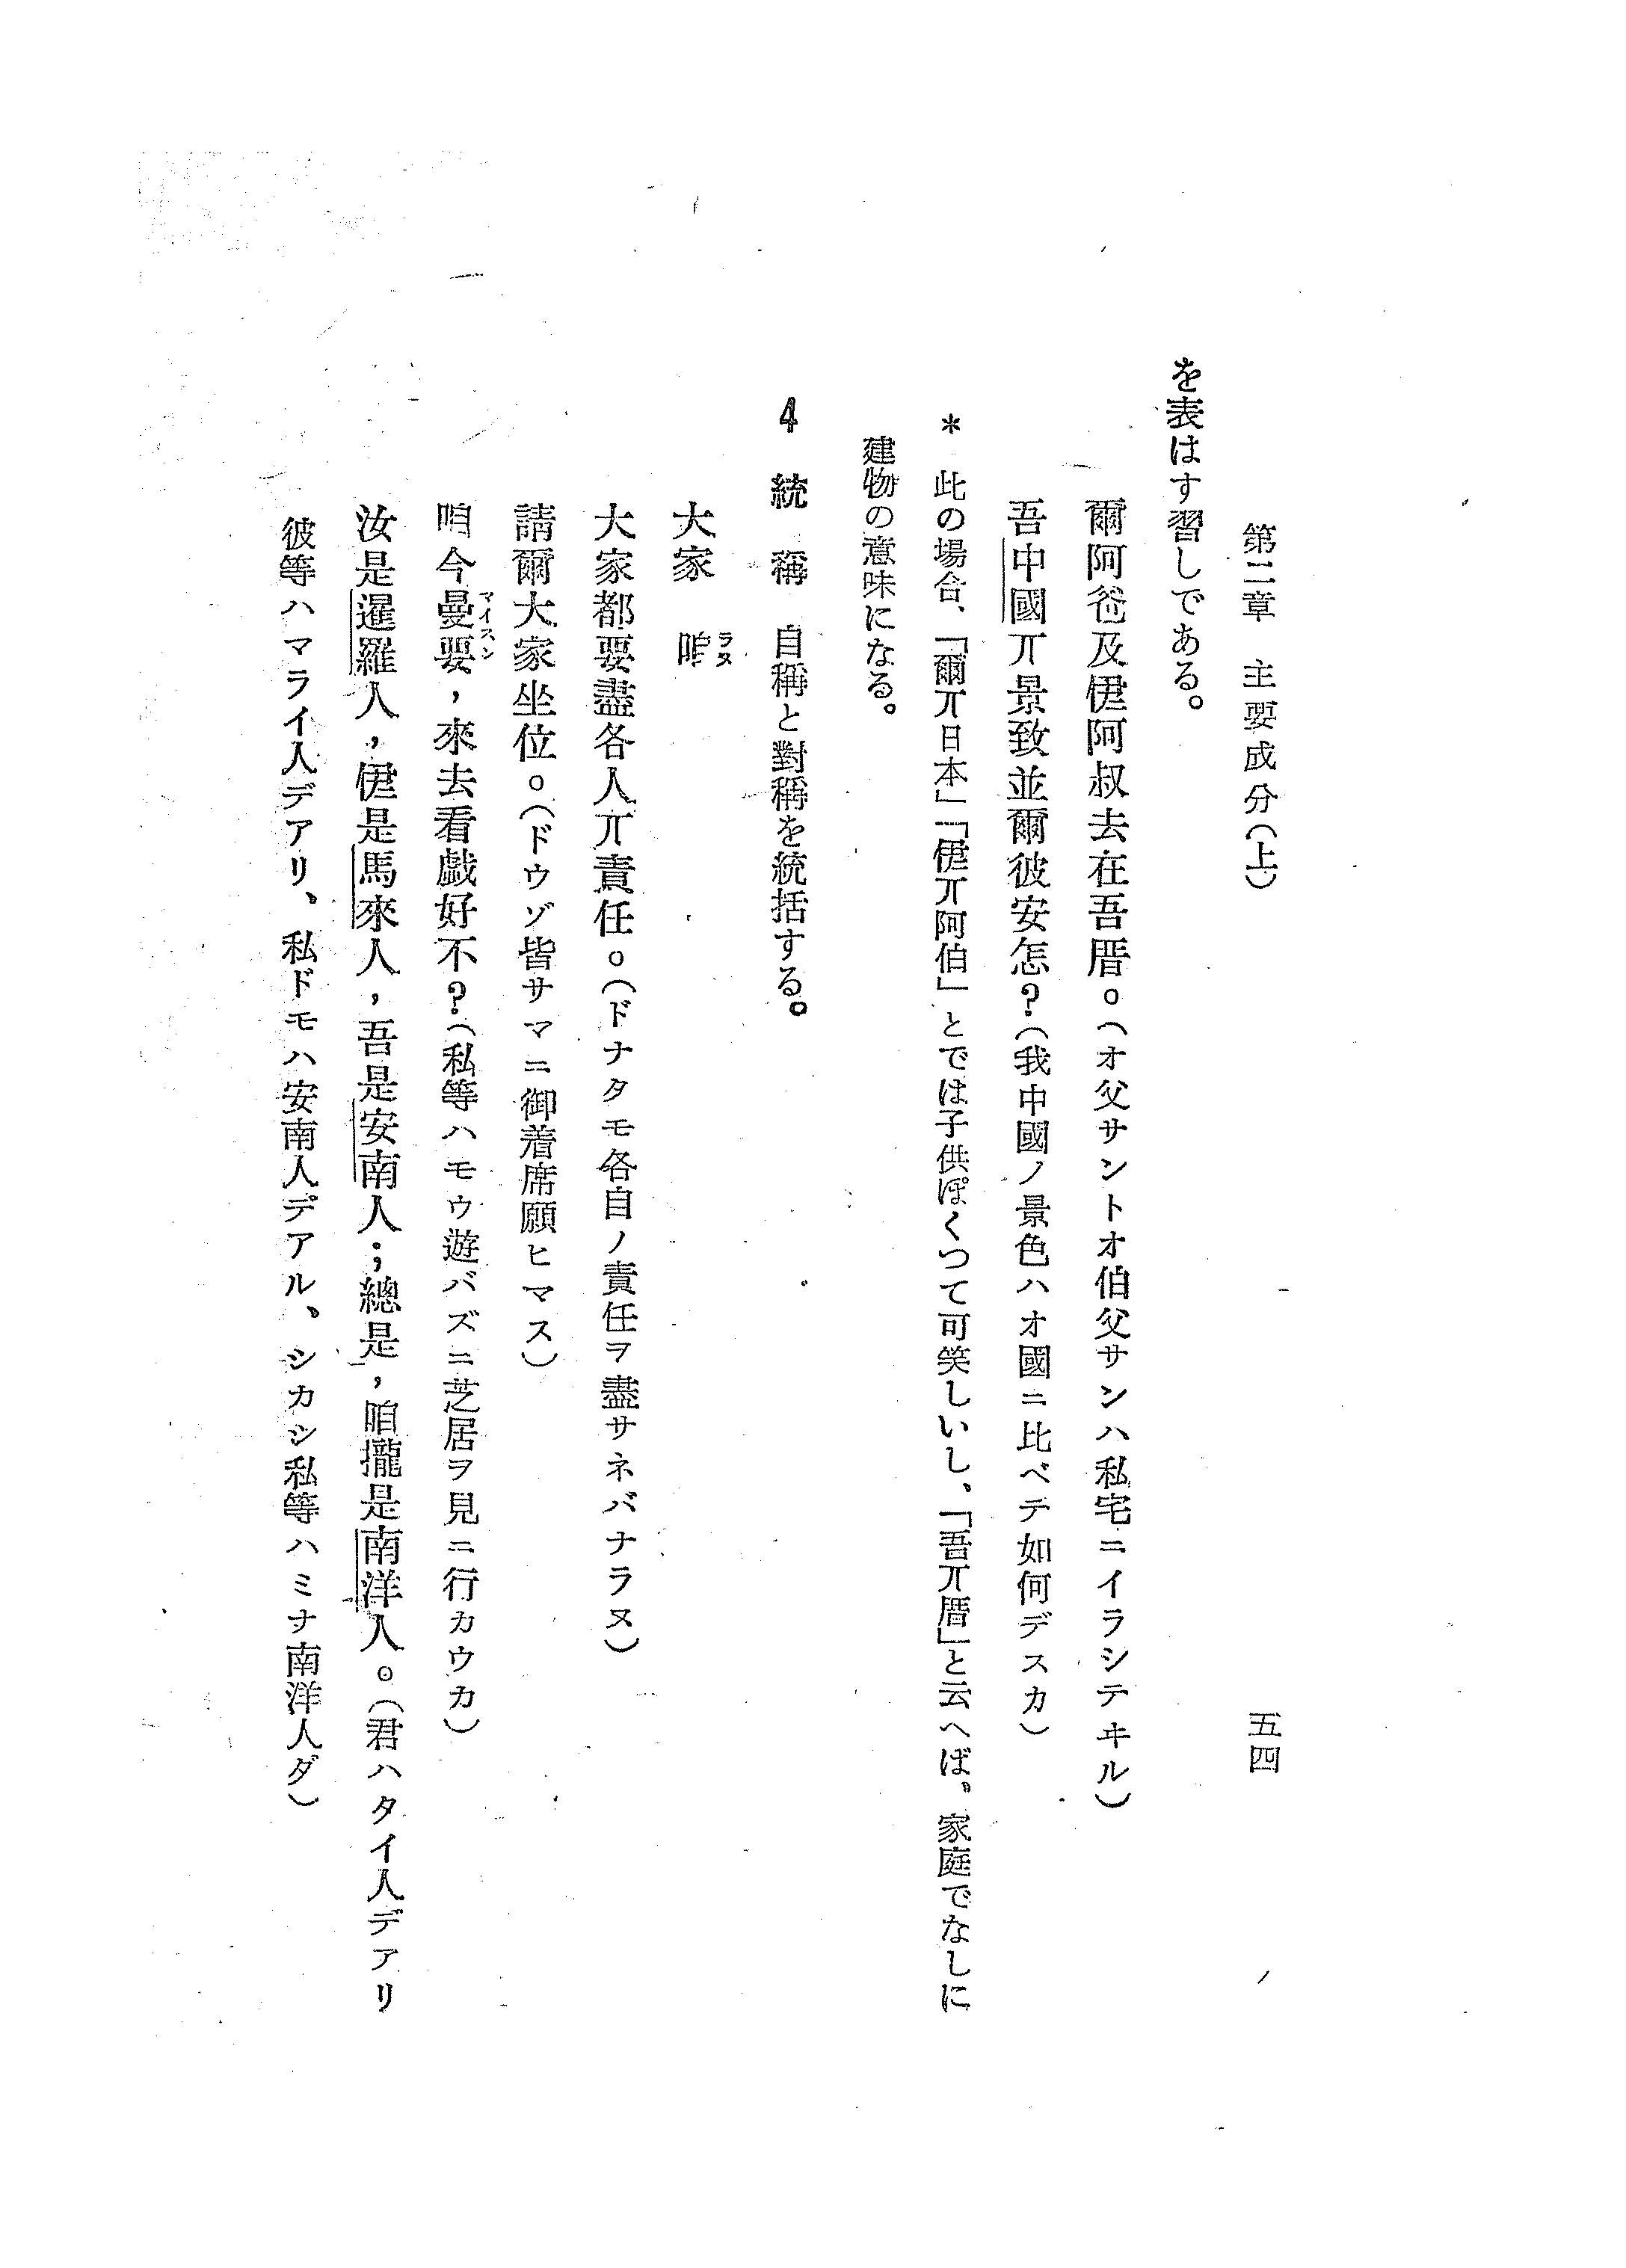 第二章　主要成分（上）
五四
を表はす習しである。
爾阿爸及伊阿叔去在吾厝。（オ父サントオ伯父サンハ私宅ニイラシテヰル）
吾中國丌景致並爾彼安怎？（我中國ノ景色ハオ國ニ比ベテ如何デスカ）
＊　此の場合、「爾丌日本」「伊丌阿伯」とでは子供ぽくつて可笑しいし、「吾丌厝」と云へば。家庭でなしに
建物の意味になる。
4　統　稱　自稱と對稱を統括する。
大家　咱
ラヌ
大家都要盡各人丌責任。（ドナタモ各自ノ責任ヲ盡サネバナラヌ）
請爾大家坐位。（ドウゾ皆サマニ御着席願ヒマス）
咱今曼耍，來去看戯好不？（私等ハモウ遊バズニ芝居ヲ見ニ行カウカ）
マイスン
汝是暹羅人，伊是馬來人，吾是安南人；總是，咱攏是南洋人。（君ハタイ人デアリ
彼等ハマライ人デアリ、私ドモハ安南人デアル、シカシ私等ハミナ南洋人ダ）